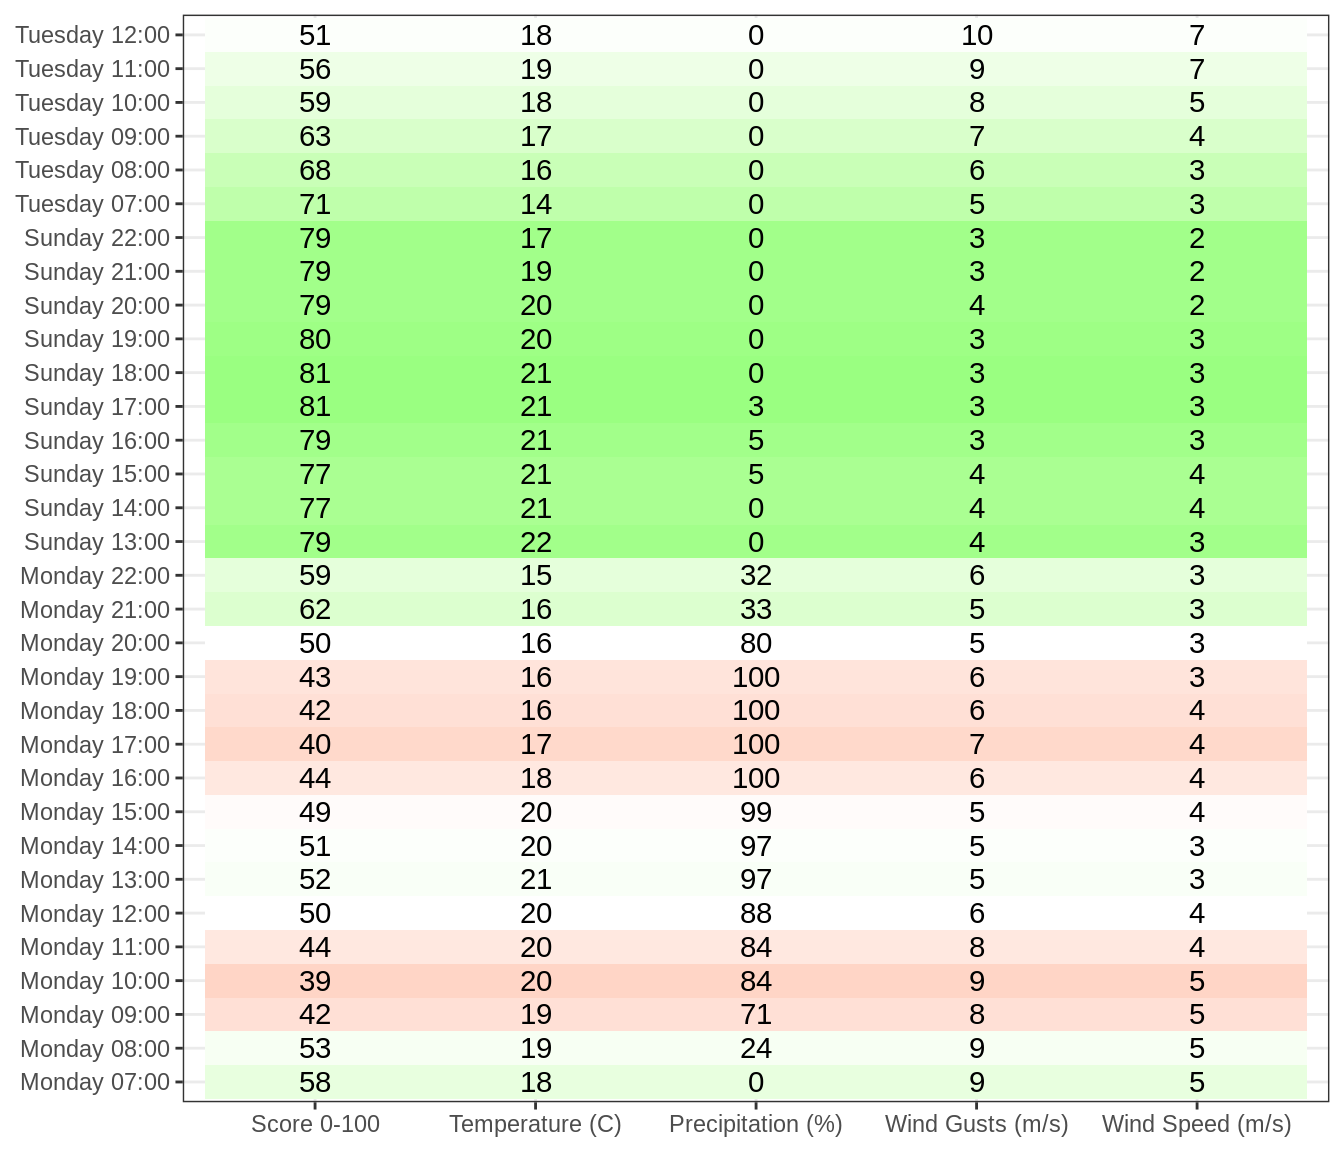 Tuesday 12:00 51 18 0 10 7
Tuesday 11:00 56 19 0 9 7
Tuesday 10:00 59 18 0 8 5
Tuesday 09:00 63 17 0 7 4
Tuesday 08:00 68 16 0 6 3
Tuesday 07:00 71 14 0 5 3
Sunday 22:00 79 17 0 3 2
Sunday 21:00 79 19 0 3 2
Sunday 20:00 79 20 0 4 2
Sunday 19:00 80 20 0 3 3
Sunday 18:00 81 21 0 3 3
Sunday 17:00 81 21 3 3 3
Sunday 16:00 79 21 5 3 3
Sunday 15:00 77 21 5 4 4
Sunday 14:00 77 21 0 4 4
Sunday 13:00 79 22 0 4 3
Monday 22:00 59 15 32 6 3
Monday 21:00 62 16 33 5 3
Monday 20:00 50 16 80 5 3
Monday 19:00 43 16 100 6 3
Monday 18:00 42 16 100 6 4
Monday 17:00 40 17 100 7 4
Monday 16:00 44 18 100 6 4
Monday 15:00 49 20 99 5 4
Monday 14:00 51 20 97 5 3
Monday 13:00 52 21 97 5 3
Monday 12:00 50 20 88 6 4
Monday 11:00 44 20 84 8 4
Monday 10:00 39 20 84 9 5
Monday 09:00 42 19 71 8 5
Monday 08:00 53 19 24 9 5
Monday 07:00 58 18 0 9 5
Score 0-100 Temperature (C) Precipitation (%) Wind Gusts (m/s) Wind Speed (m/s)